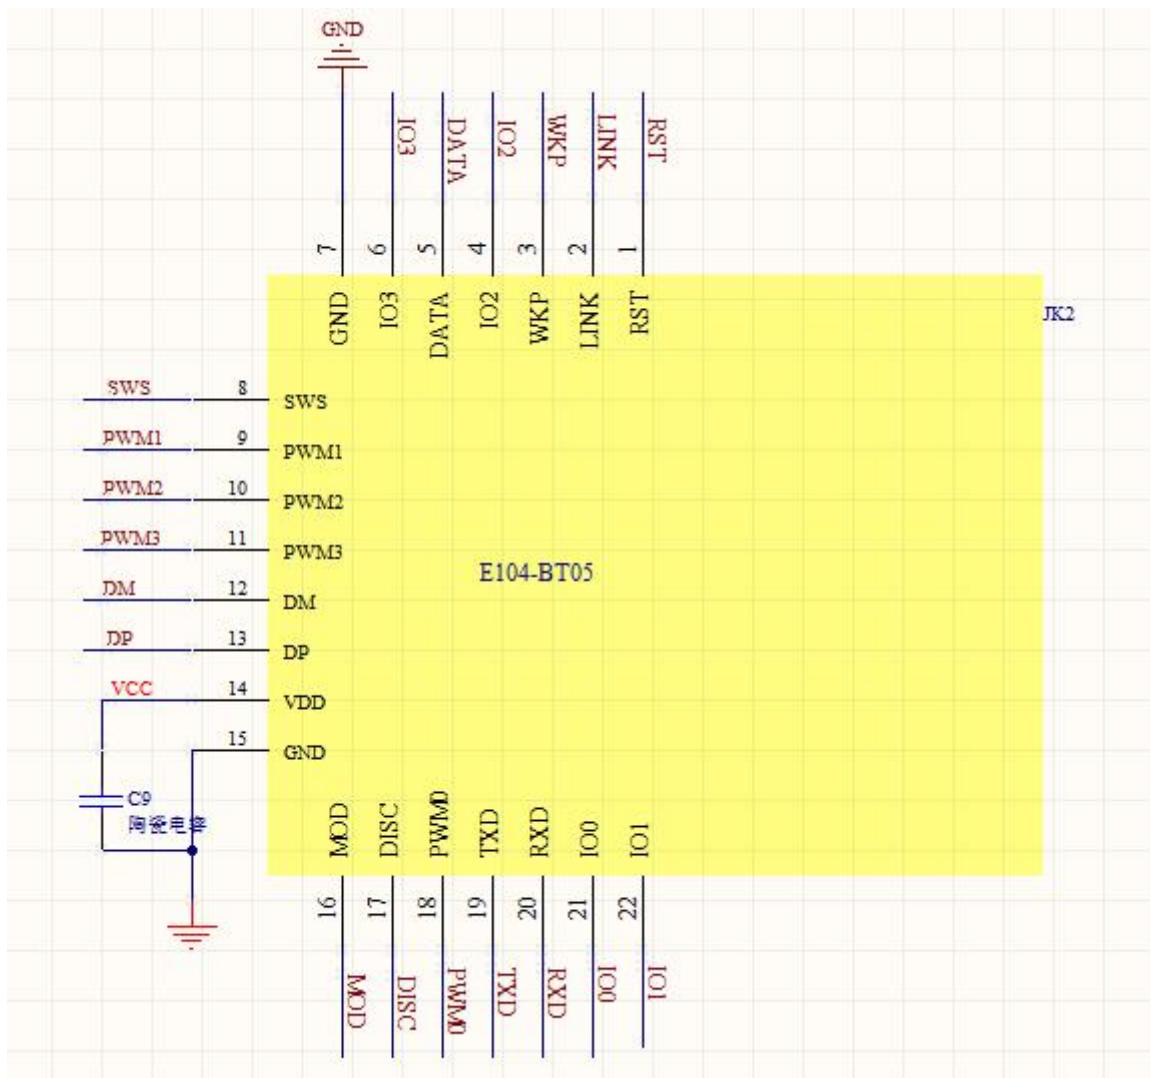 GND
IO3
DATA
IO2
WKP
LINK
RST
7
6
5
4
3
2
1
GND
IO3
DATA
IO2
WKP
LINK
RST
JK2
SWS 8 SWS
PWM1 9 PWM1
PWM2 10 PWM2
PWM3 11 PWM3
E104-BT05
DM 12 DM
DP 13 DP
VCC 14 VDD
15 GND
C9
陶瓷电容
MOD
DISC
PWM0
TXD
RXD
IO0
IO1
16
17
18
19
20
21
22
MOD
DISC
PWM0
TXD
RXD
IO0
IO1